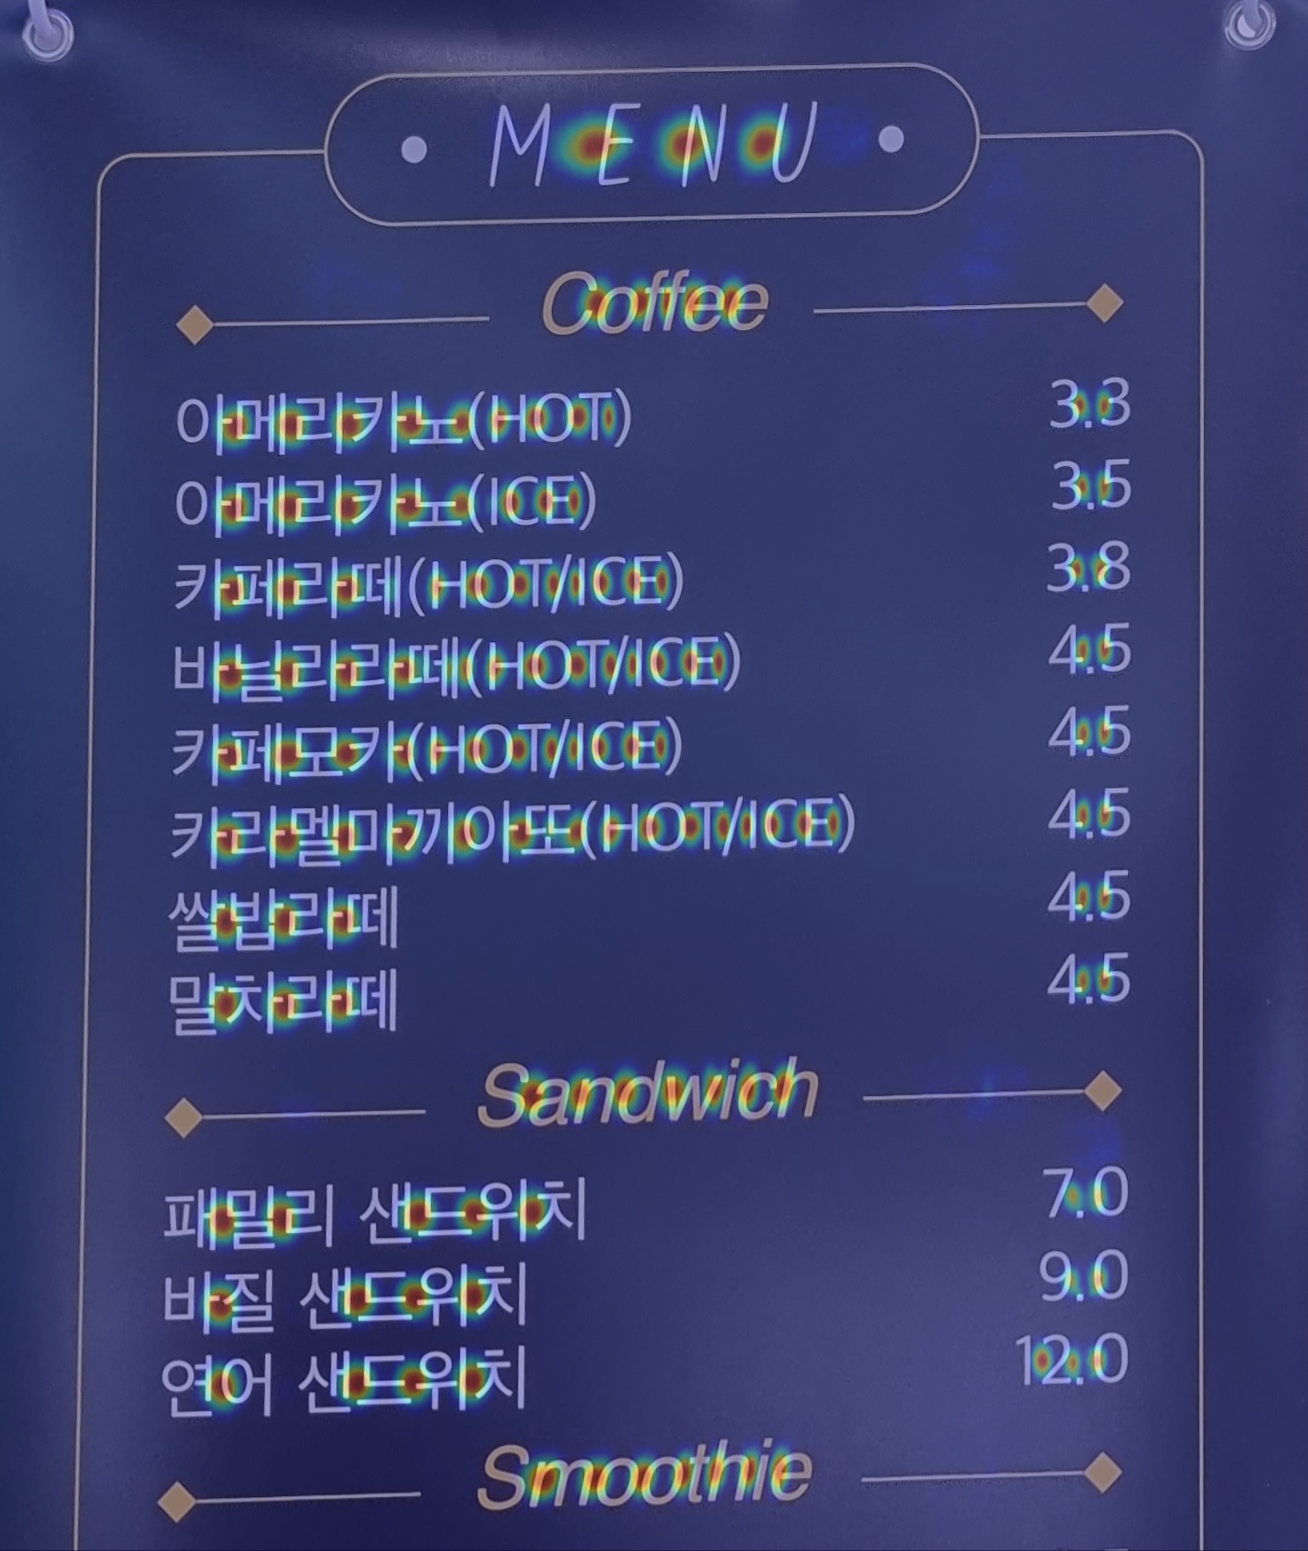 MENU
Coffee
아메리카노(HOT) 3.3
아메리카노(ICE) 3.5
카페라떼(HOT/ICE) 3.8
바닐라라떼(HOT/ICE) 4.5
카페모카(HOT/ICE) 4.5
카라멜마끼아또(HOT/ICE) 4.5
쌀밥라떼 4.5
말차라떼 4.5
Sandwich
패밀리 샌드위치 7.0
바질 샌드위치 9.0
연어 샌드위치 12.0
Smoothie